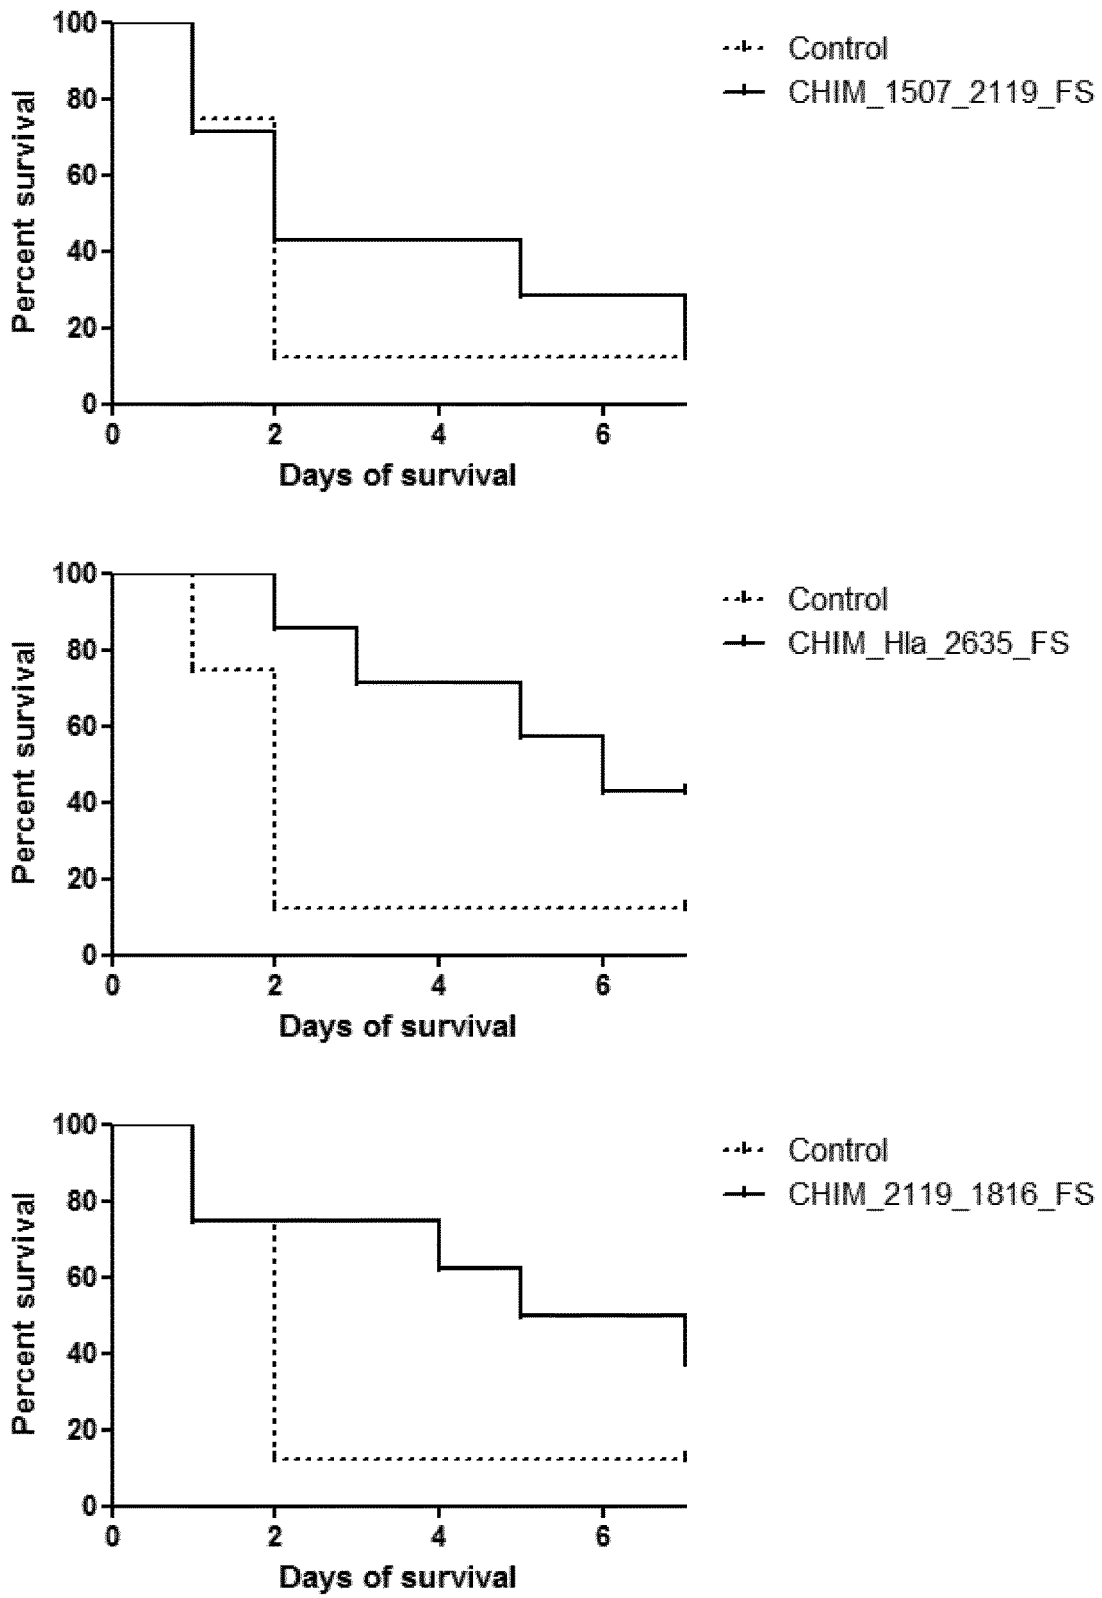 Percent survival
100
80
60
40
20
0
0 2 4 6
Days of survival
Control
CHIM_1507_2119_FS
Percent survival
100
80
60
40
20
0
0 2 4 6
Days of survival
Control
CHIM_Hla_2635_FS
Percent survival
100
80
60
40
20
0
0 2 4 6
Days of survival
Control
CHIM_2119_1816_FS